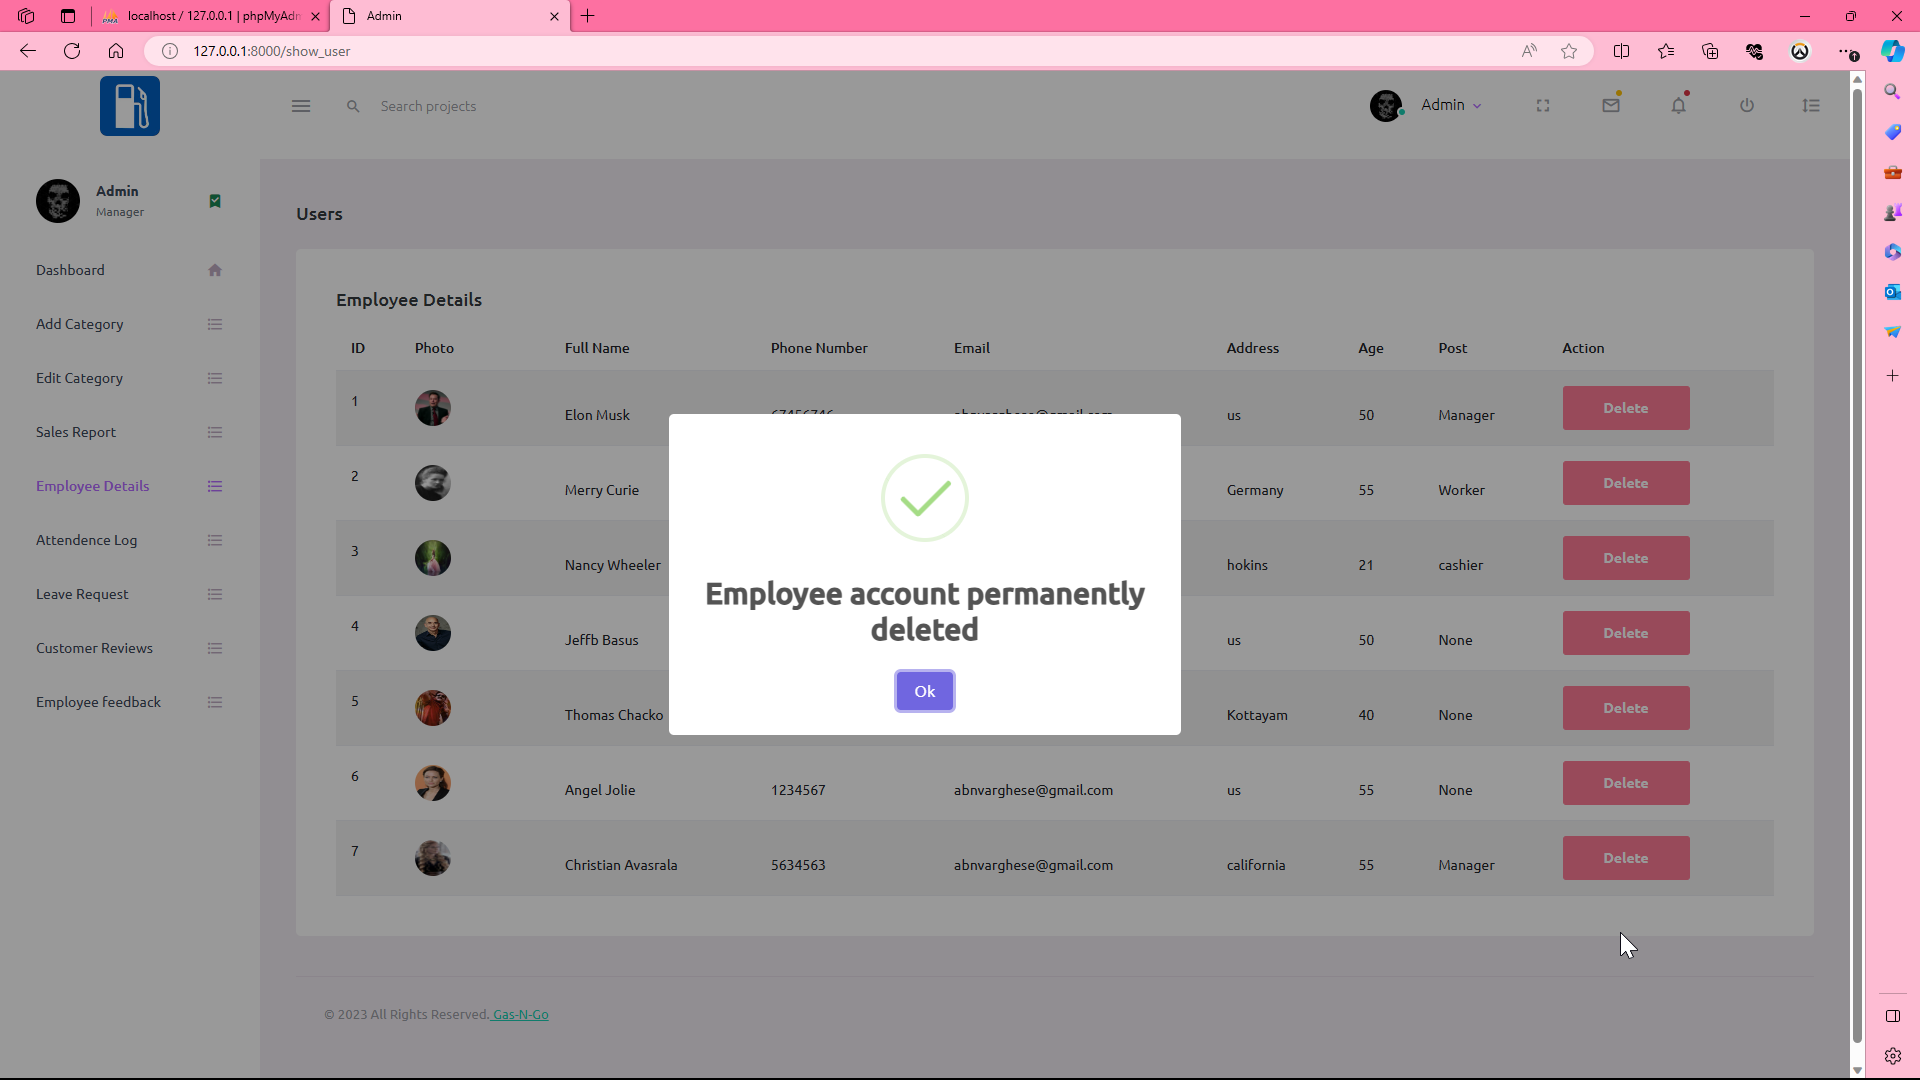 localhost / 127.0.0.1 | phpMyAdm
Admin
127.0.0.1:8000/show_user
Search projects
Admin
Admin
Manager
Dashboard
Add Category
Edit Category
Sales Report
Employee Details
Attendence Log
Leave Request
Customer Reviews
Employee feedback
Users
Employee Details
ID Photo Full Name Phone Number Email Address Age Post Action
1 Elon Musk us 50 Manager Delete
2 Merry Curie Germany 55 Worker Delete
3 Nancy Wheeler hokins 21 cashier Delete
4 Jeffb Basus us 50 None Delete
5 Thomas Chacko Kottayam 40 None Delete
6 Angel Jolie 1234567 abnvarghese@gmail.com us 55 None Delete
7 Christian Avasrala 5634563 abnvarghese@gmail.com california 55 Manager Delete
Employee account permanently
deleted
Ok
© 2023 All Rights Reserved. Gas-N-Go